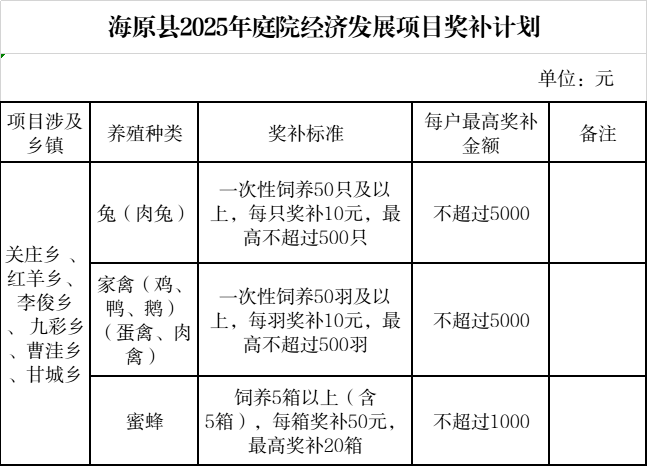 海原县2025年庭院经济发展项目奖补计划
单位：元
项目涉及
乡镇
养殖种类
奖补标准
每户最高奖补
金额
备注
关庄乡 、
红羊乡、
李俊乡
、 九彩乡
、曹洼乡
、甘城乡
兔（肉兔）
一次性饲养50只及以
上，每只奖补10元，最
高不超过500只
不超过5000
家禽（鸡、
鸭、鹅）
（蛋禽、肉
禽）
一次性饲养50羽及以
上，每羽奖补10元，最
高不超过500羽
不超过5000
蜜蜂
饲养5箱以上（含
5箱），每箱奖补50元，
最高奖补20箱
不超过1000